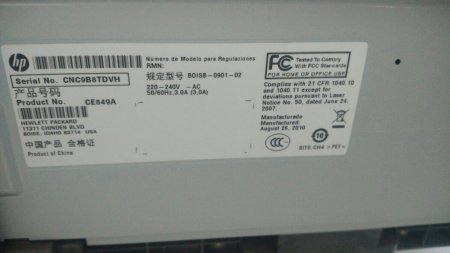 hp
Serial No. CNC9B8TDVH
产品号码
Product No. CE849A
HEWLETT PACKARD
11311 CHINDEN BLVD
BOISE, IDAHO 83714 USA
中国产品 合格证
Product of China
Número de Modelo para Regulaciones
RMN:
规定型号 BOISB-0901-02
220-240V ~ AC
50/60Hz,3.0A (3,0A)
FC Tested To Comply
With FCC Standards
FOR HOME OR OFFICE USE
Complies with 21 CFR 1040.10
and 1040.11 except for
deviations pursuant to Laser
Notice No. 50, dated June 24,
2007.
Manufacturado
Manufactured
August 26, 2010
CCC
10